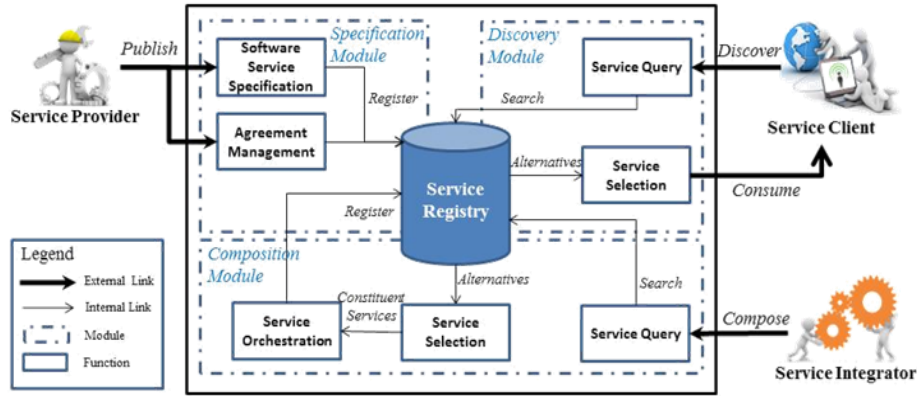 Publish
Service Provider
Software
Service
Specification
Specification
Module
Register
Agreement
Management
Discovery
Module
Service Query
Discover
Search
Service Client
Service
Registry
Alternatives
Service
Selection
Consume
Register
Composition
Module
Alternatives
Constituent
Services
Service
Orchestration
Service
Selection
Search
Service Query
Compose
Service Integrator
Legend
External Link
Internal Link
Module
Function